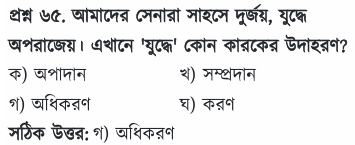 প্রশ্ন ৬৫. আমাদের সেনারা সাহসে দুর্জয়, যুদ্ধে
অপরাজেয়। এখানে 'যুদ্ধে' কোন কারকের উদাহরণ?
ক) অপাদান খ) সম্প্রদান
গ) অধিকরণ ঘ) করণ
সঠিক উত্তর: গ) অধিকরণ